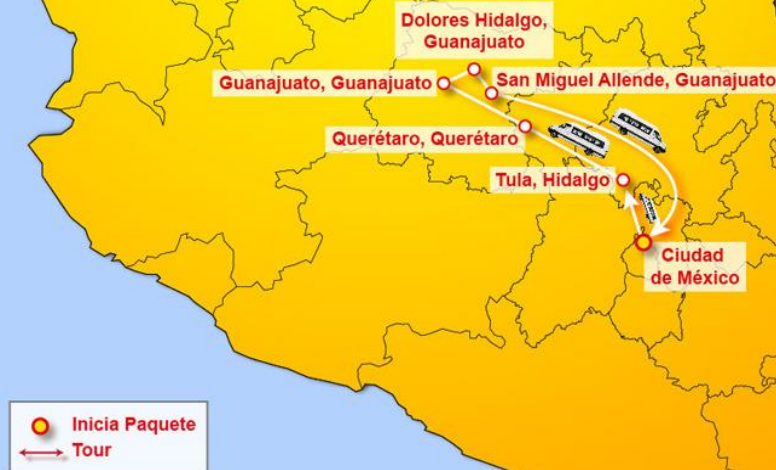 Dolores Hidalgo,
Guanajuato
Guanajuato, Guanajuato
San Miguel Allende, Guanajuato
Querétaro, Querétaro
Tula, Hidalgo
Ciudad
de México
Inicia Paquete
Tour